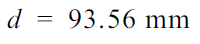 d = 93.56 mm